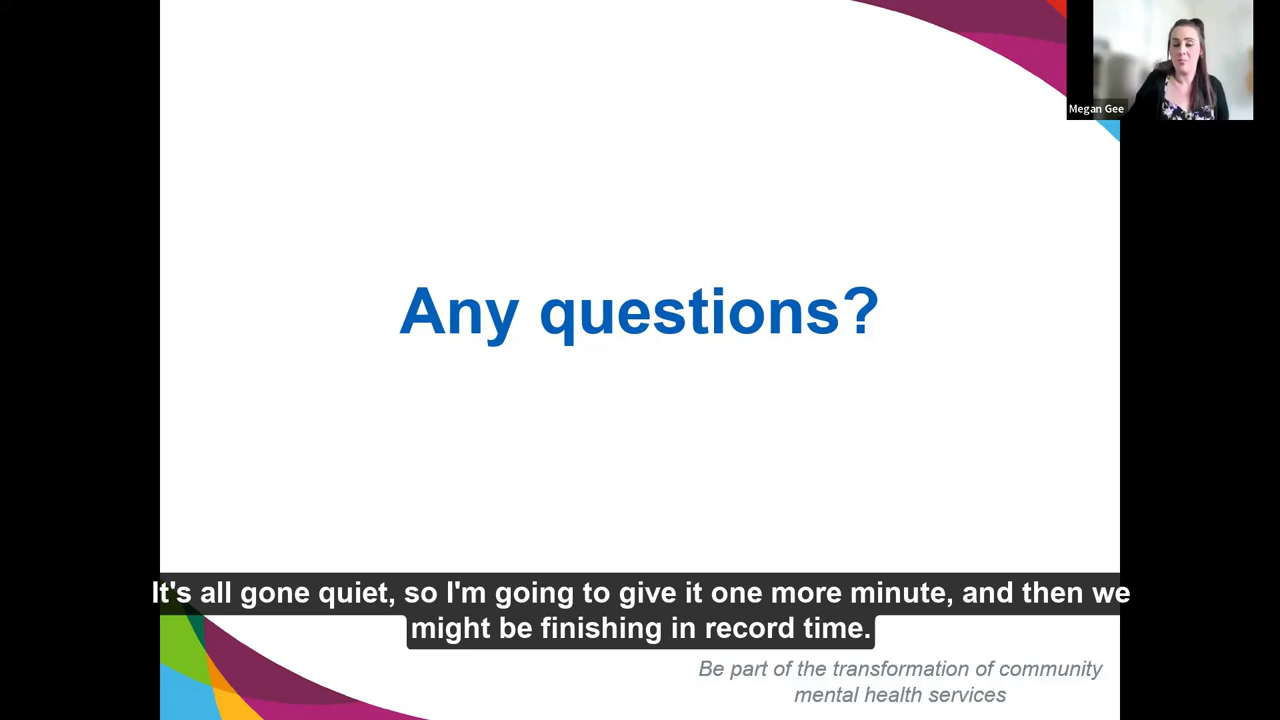 Megan Gee
Any questions?
It's all gone quiet, so I'm going to give it one more minute, and then we
might be finishing in record time.
Be part of the transformation of community
mental health services